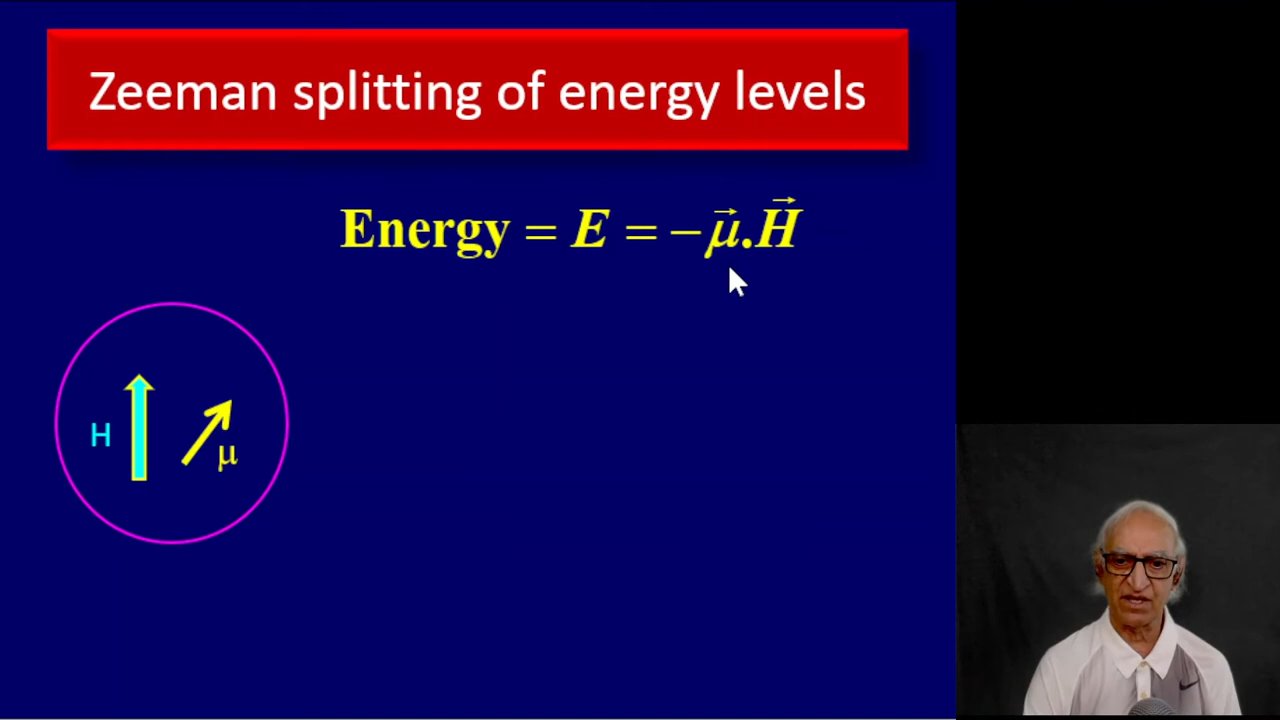 Zeeman splitting of energy levels
Energy = E = −μ⃗.H⃗
H
μ